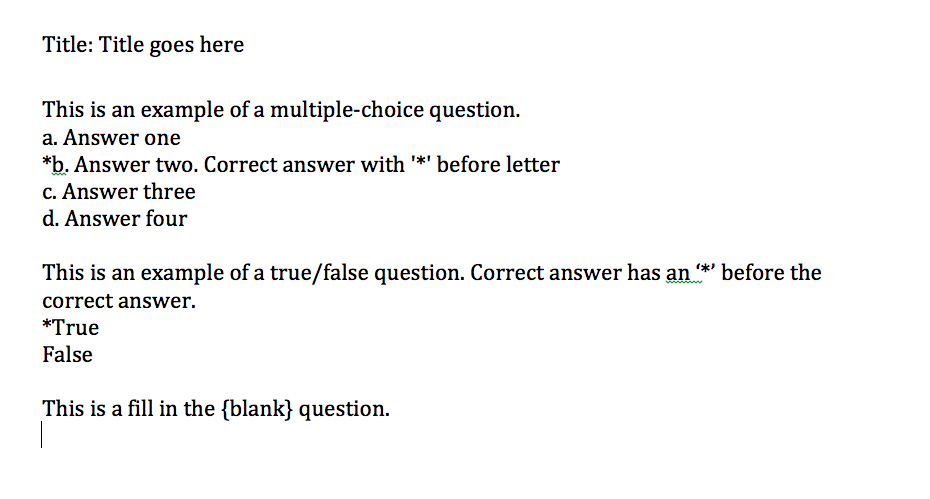 Title: Title goes here
This is an example of a multiple-choice question.
a. Answer one
*b. Answer two. Correct answer with '*' before letter
c. Answer three
d. Answer four
This is an example of a true/false question. Correct answer has an ‘*’ before the
correct answer.
*True
False
This is a fill in the {blank} question.